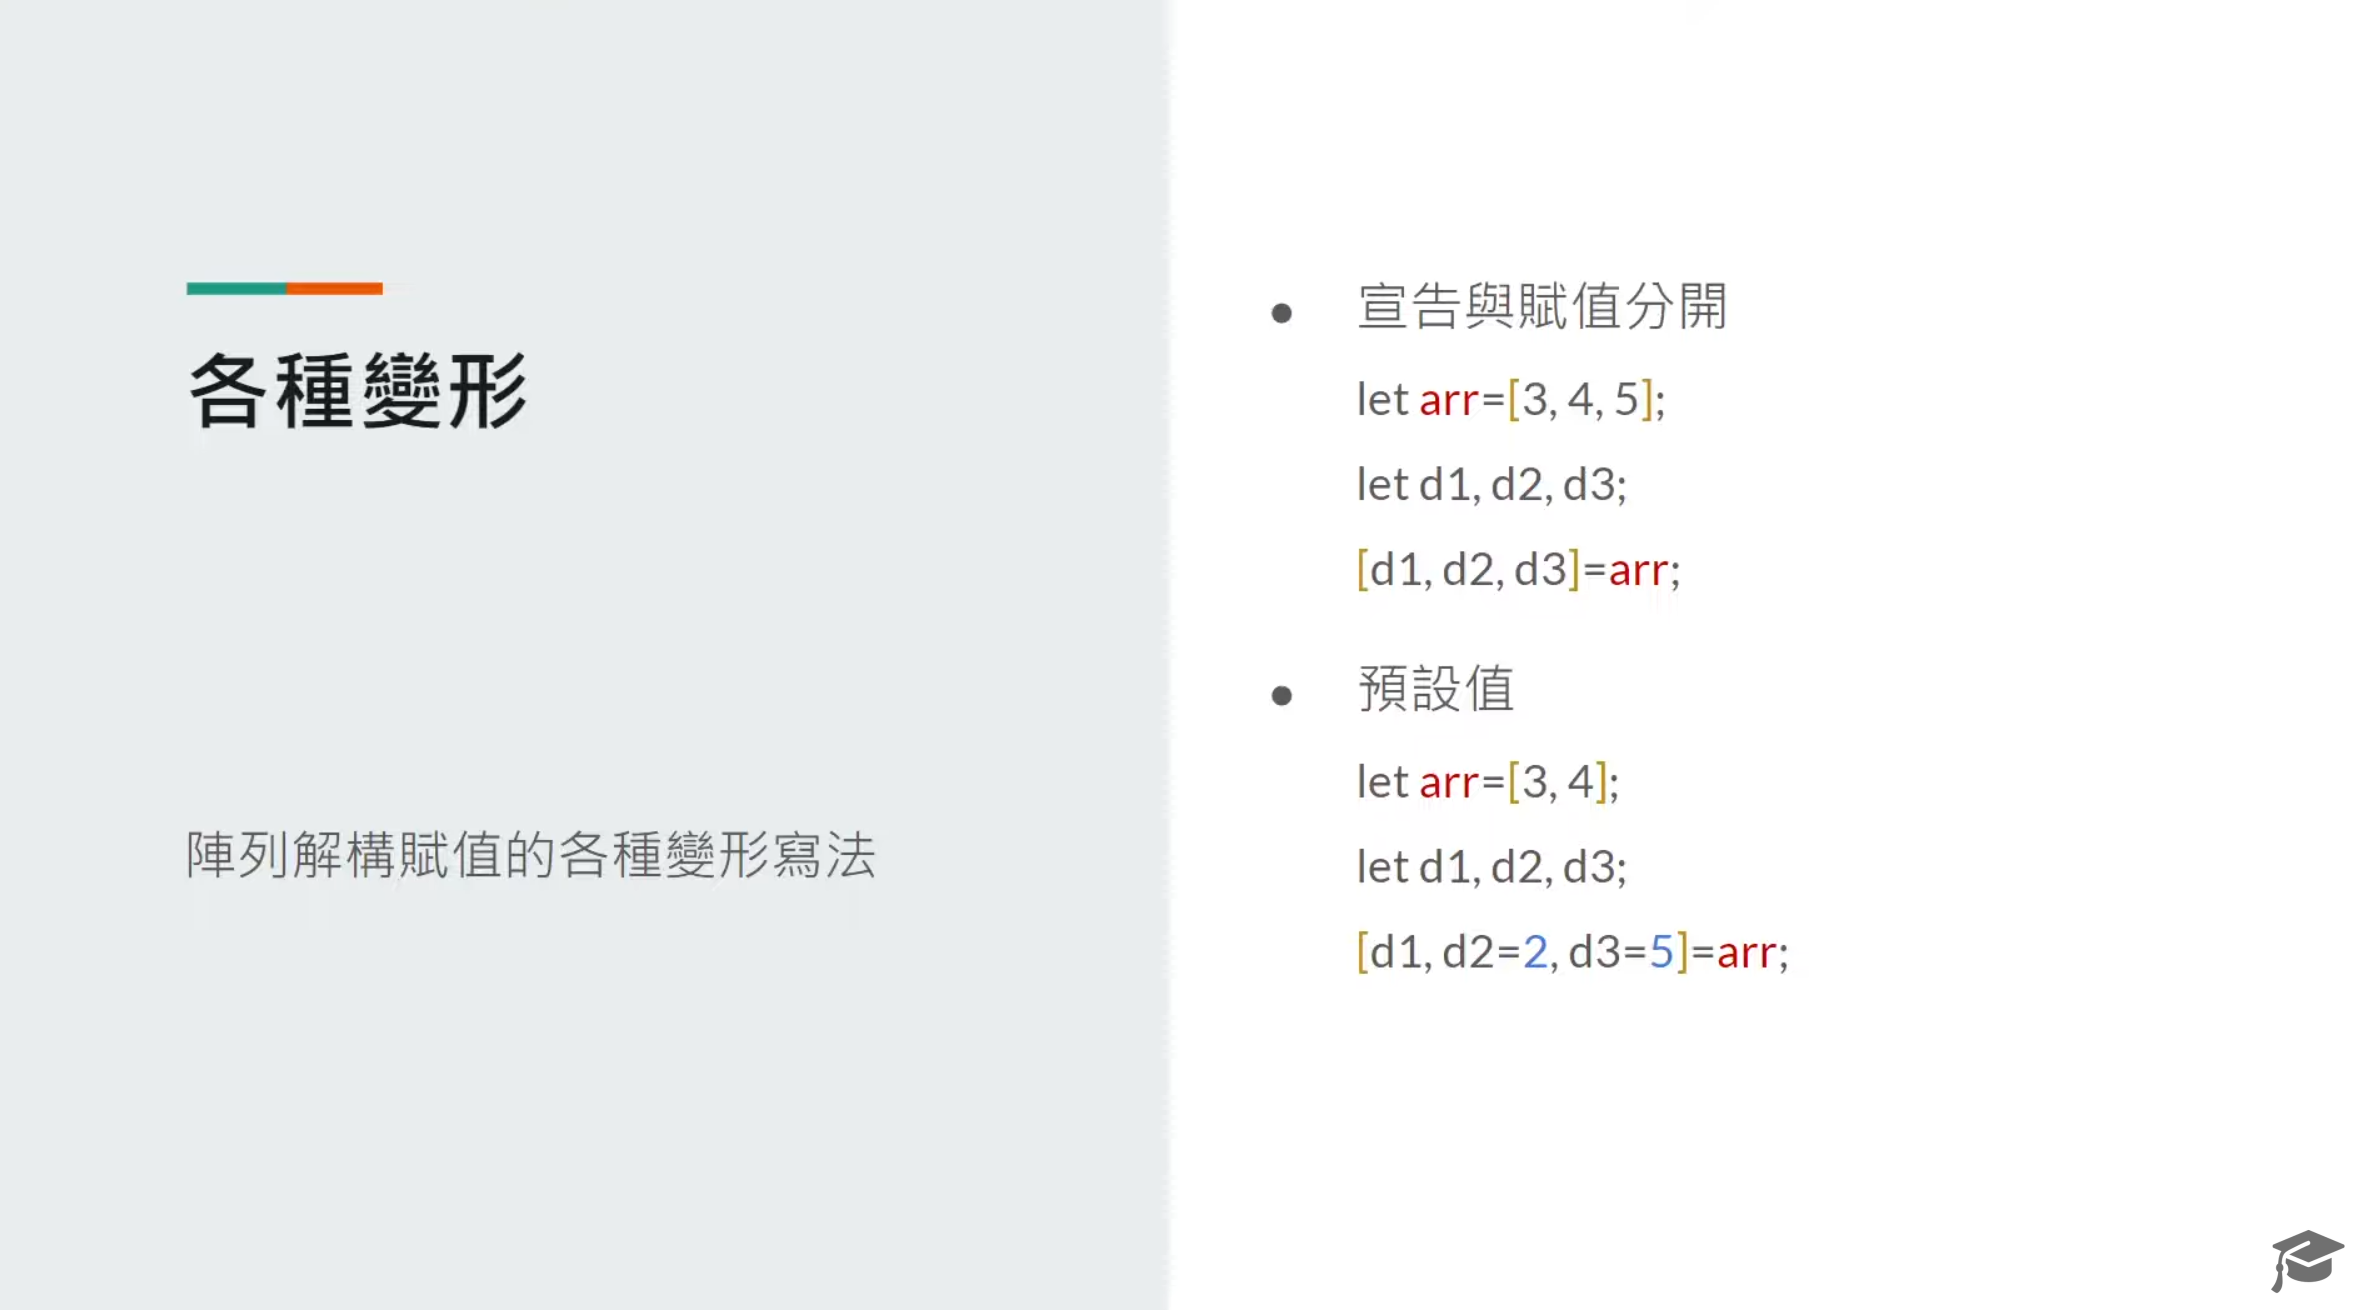 各種變形
陣列解構賦值的各種變形寫法
宣告與賦值分開
let arr=[3, 4, 5];
let d1, d2, d3;
[d1, d2, d3]=arr;
預設值
let arr=[3, 4];
let d1, d2, d3;
[d1, d2=2, d3=5]=arr;